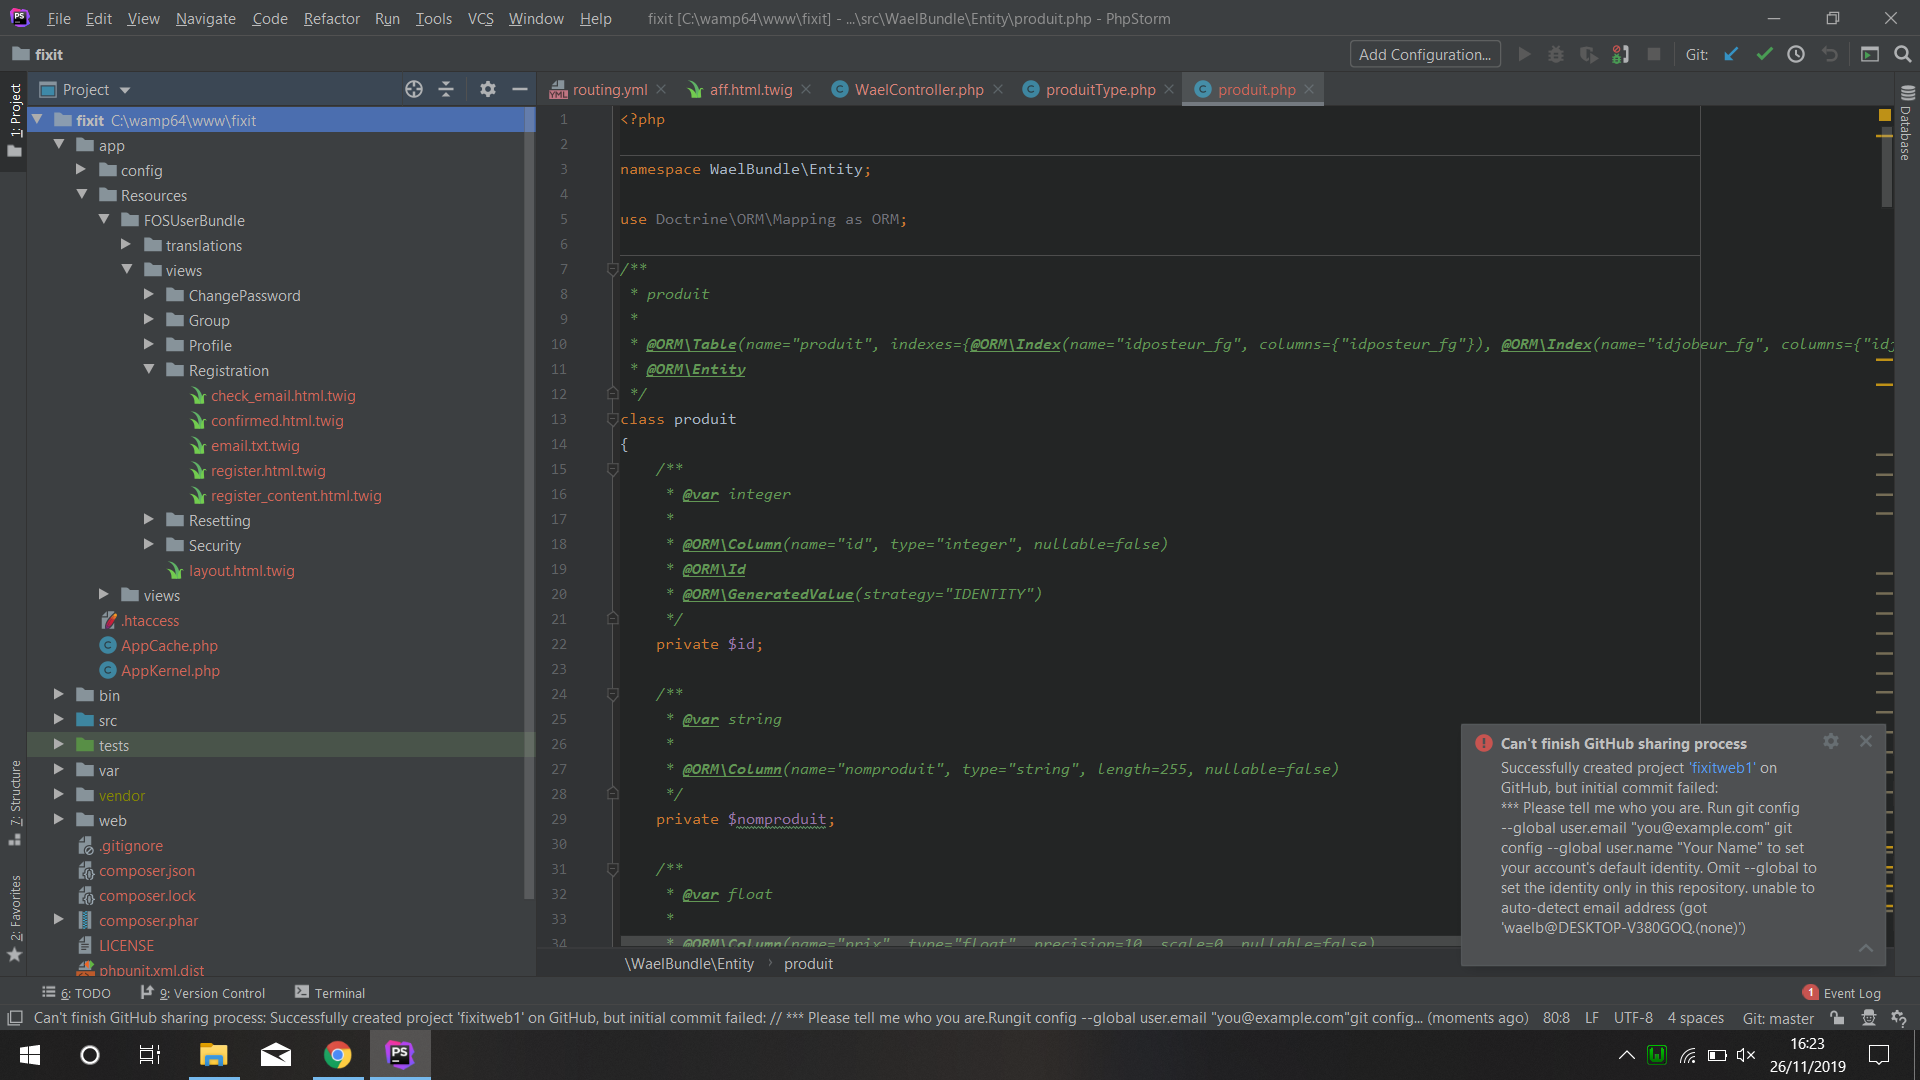 PS File Edit View Navigate Code Refactor Run Tools VCS Window Help fixit [C:\wamp64\www\fixit] - ...\src\WaelBundle\Entity\produit.php - PhpStorm
fixit Add Configuration... Git:
Project routing.yml aff.html.twig WaelController.php produitType.php produit.php
1: Project
7: Structure
2: Favorites
fixit C:\wamp64\www\fixit
app
config
Resources
FOSUserBundle
translations
views
ChangePassword
Group
Profile
Registration
check_email.html.twig
confirmed.html.twig
email.txt.twig
register.html.twig
register_content.html.twig
Resetting
Security
layout.html.twig
views
.htaccess
AppCache.php
AppKernel.php
bin
src
tests
var
vendor
web
.gitignore
composer.json
composer.lock
composer.phar
LICENSE
phpunit.xml.dist
1 <?php
2
3 namespace WaelBundle\Entity;
4
5 use Doctrine\ORM\Mapping as ORM;
6
7 /**
8 * produit
9 *
10 * @ORM\Table(name="produit", indexes={@ORM\Index(name="idposteur_fg", columns={"idposteur_fg"}), @ORM\Index(name="idjobeur_fg", columns={"idj
11 * @ORM\Entity
12 */
13 class produit
14 {
15 /**
16 * @var integer
17 *
18 * @ORM\Column(name="id", type="integer", nullable=false)
19 * @ORM\Id
20 * @ORM\GeneratedValue(strategy="IDENTITY")
21 */
22 private $id;
23
24 /**
25 * @var string
26 *
27 * @ORM\Column(name="nomproduit", type="string", length=255, nullable=false)
28 */
29 private $nomproduit;
30
31 /**
32 * @var float
33 *
34 * @ORM\Column(name="prix", type="float", precision=10, scale=0, nullable=false)
\WaelBundle\Entity › produit
Database
Can't finish GitHub sharing process
Successfully created project 'fixitweb1' on
GitHub, but initial commit failed:
*** Please tell me who you are. Run git config
--global user.email "you@example.com" git
config --global user.name "Your Name" to set
your account's default identity. Omit --global to
set the identity only in this repository. unable to
auto-detect email address (got
'waelb@DESKTOP-V380GOQ.(none)')
6: TODO 9: Version Control Terminal 1 Event Log
Can't finish GitHub sharing process: Successfully created project 'fixitweb1' on GitHub, but initial commit failed: // *** Please tell me who you are.Rungit config --global user.email "you@example.com"git config... (moments ago) 80:8 LF UTF-8 4 spaces Git: master
PS
16:23
26/11/2019